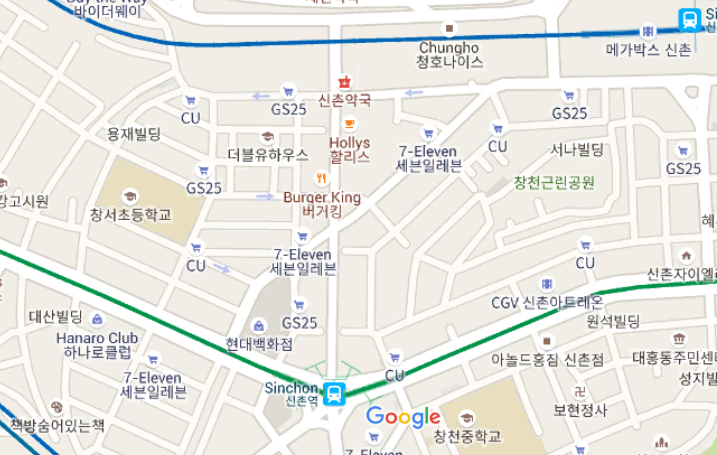 바이더웨이
Chungho
청호나이스
메가박스 신촌
신촌약국
GS25
CU
GS25
용재빌딩
더블유하우스
Hollys
할리스
7-Eleven
세븐일레븐
CU
서나빌딩
GS25
GS25
창천근린공원
Burger King
버거킹
강고시원
창서초등학교
7-Eleven
세븐일레븐
CU
CU
신촌자이엘
CGV 신촌아트레온
GS25
원석빌딩
대산빌딩
Hanaro Club
하나로클럽
현대백화점
아놀드홍짐 신촌점
대흥동주민센
성지빌
7-Eleven
세븐일레븐
CU
Sinchon
신촌역
보현정사
책방숨어있는책
Google
창천중학교
7-Eleven